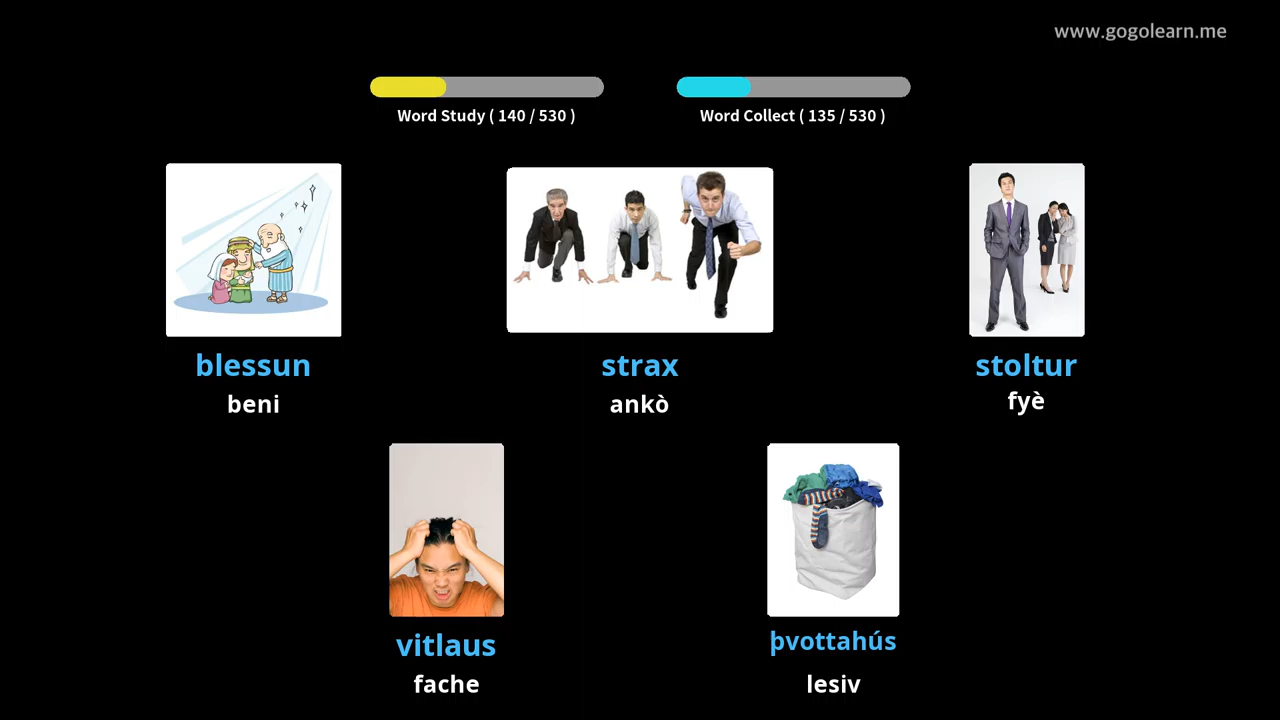 www.gogolearn.me
Word Study ( 140 / 530 )
Word Collect ( 135 / 530 )
blessun
beni
strax
ankò
stoltur
fyè
vitlaus
fache
þvottahús
lesiv